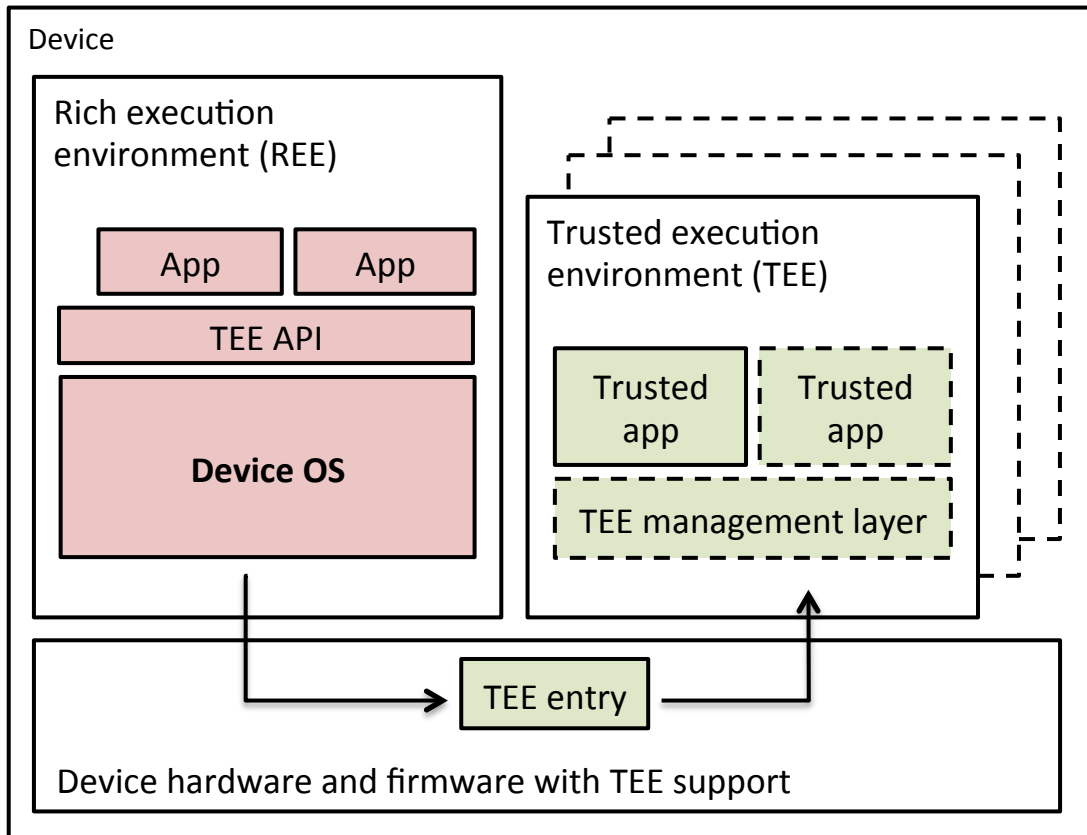 Device
Rich execution
environment (REE)
App
App
TEE API
Device OS
Trusted execution
environment (TEE)
Trusted
app
Trusted
app
TEE management layer
TEE entry
Device hardware and firmware with TEE support